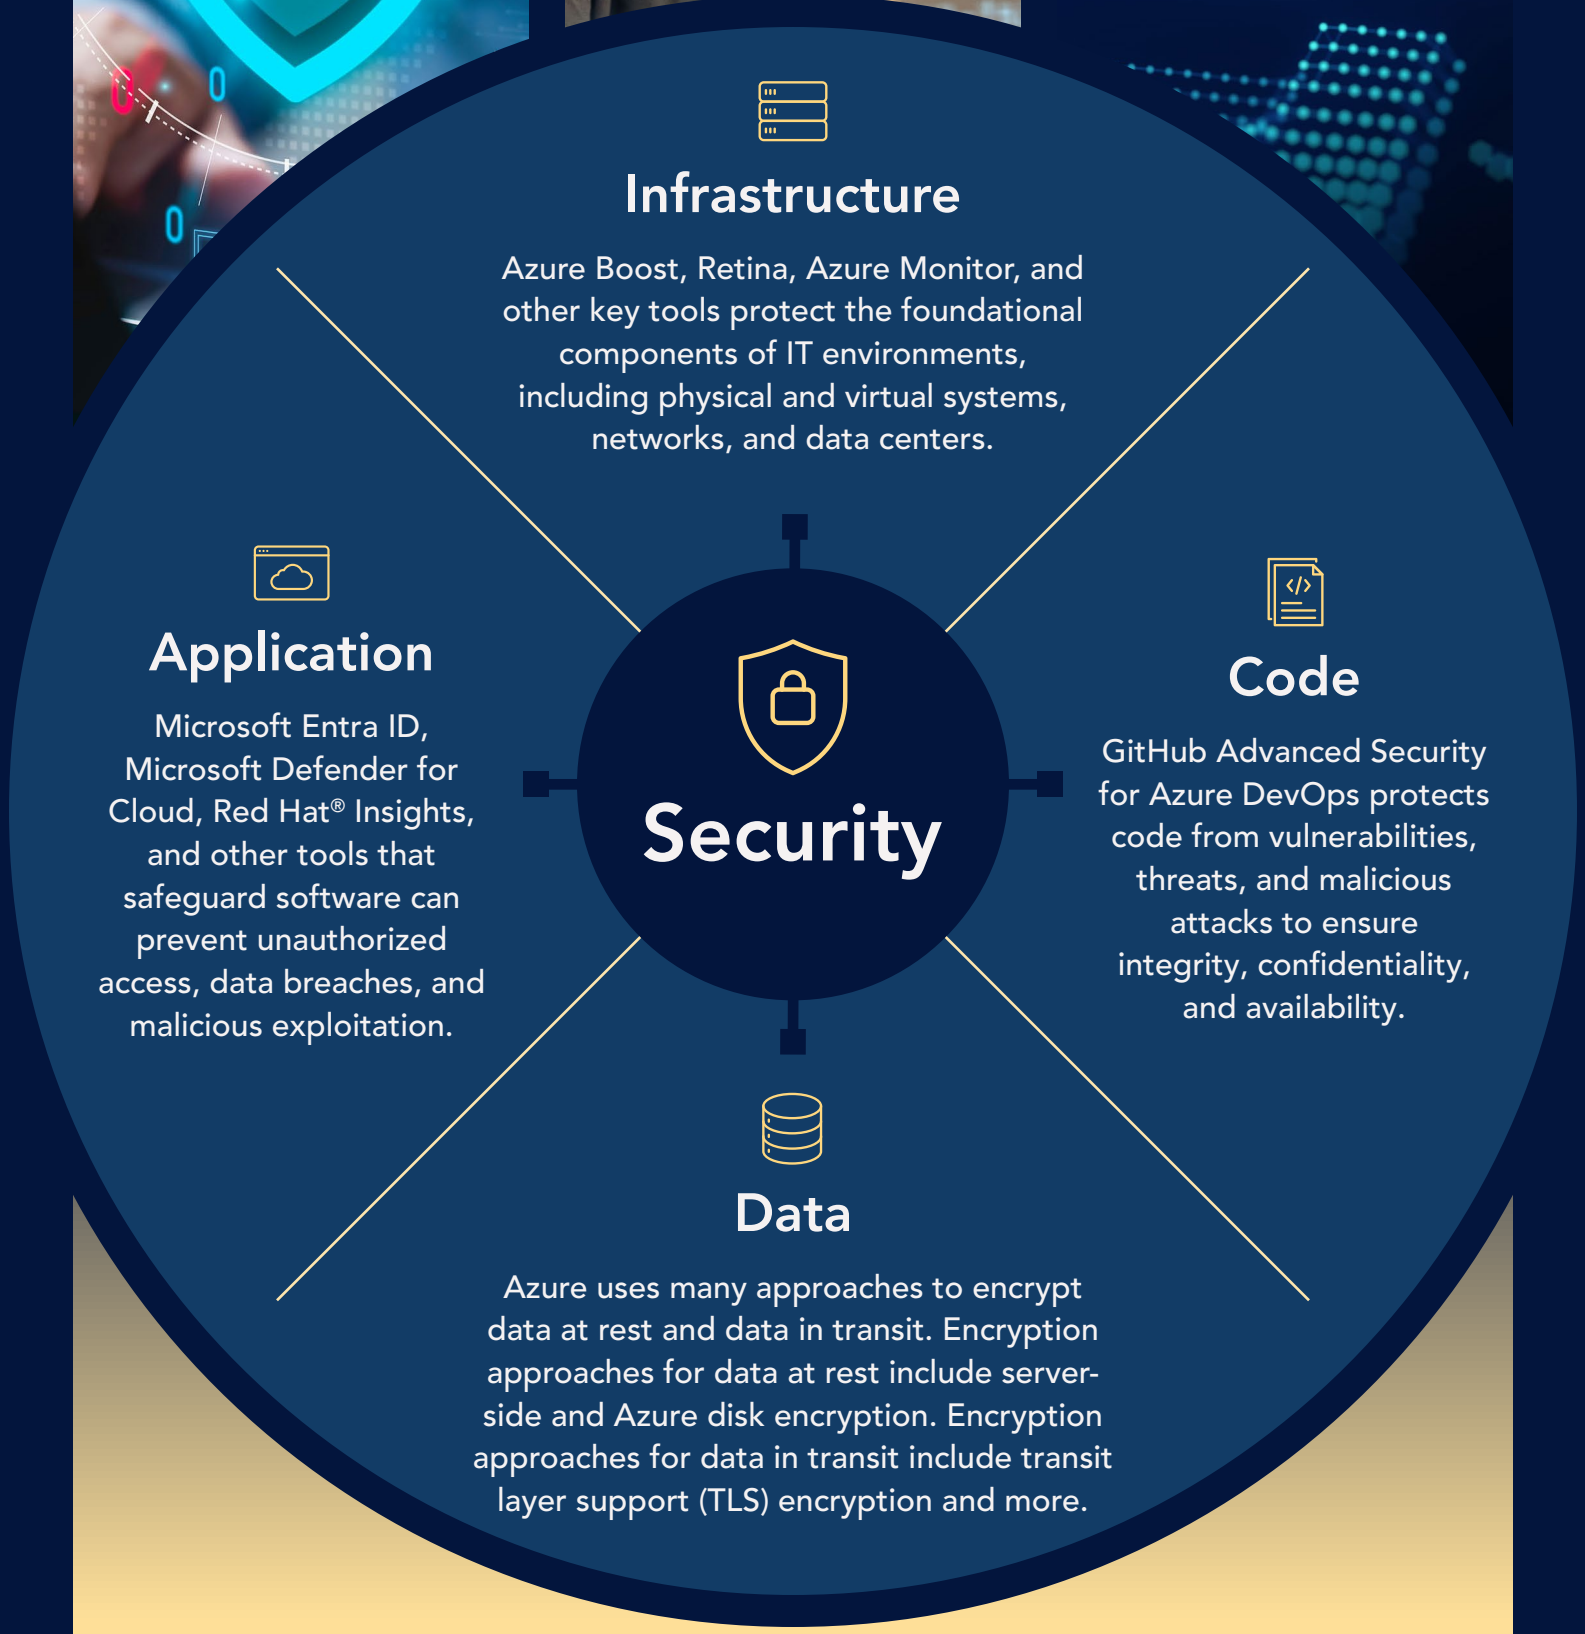 Infrastructure
Azure Boost, Retina, Azure Monitor, and
other key tools protect the foundational
components of IT environments,
including physical and virtual systems,
networks, and data centers.
Application
Microsoft Entra ID,
Microsoft Defender for
Cloud, Red Hat® Insights,
and other tools that
safeguard software can
prevent unauthorized
access, data breaches, and
malicious exploitation.
Security
Code
GitHub Advanced Security
for Azure DevOps protects
code from vulnerabilities,
threats, and malicious
attacks to ensure
integrity, confidentiality,
and availability.
Data
Azure uses many approaches to encrypt
data at rest and data in transit. Encryption
approaches for data at rest include server-
side and Azure disk encryption. Encryption
approaches for data in transit include transit
layer support (TLS) encryption and more.